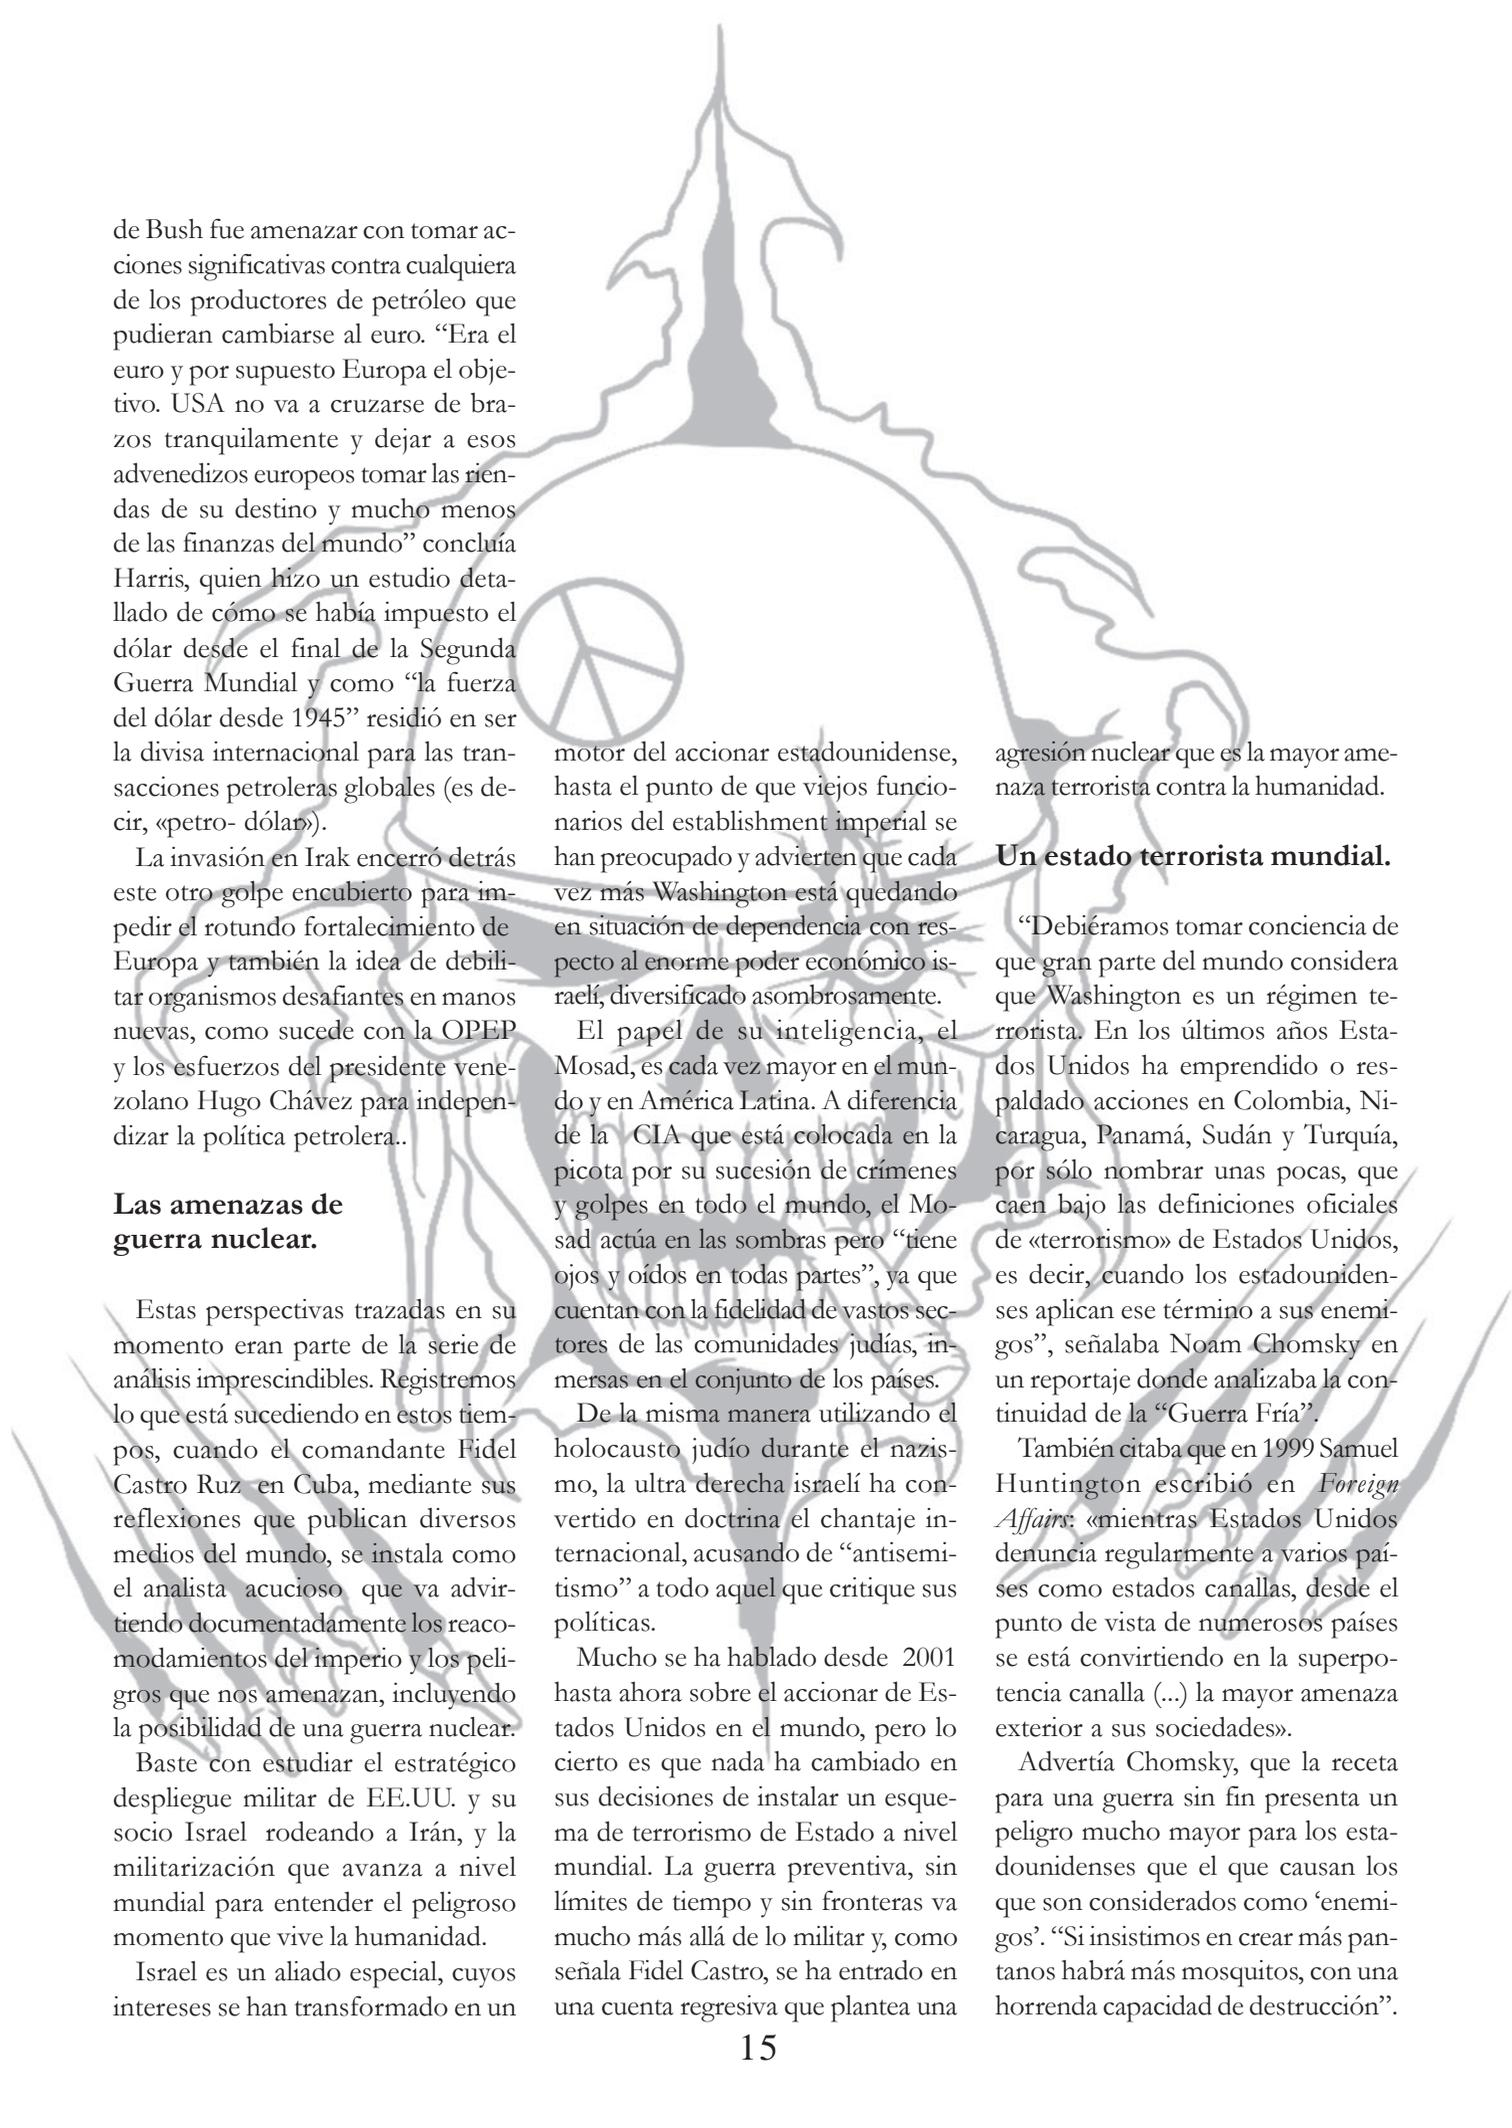 de Bush fue amenazar con tomar ac-
ciones significativas contra cualquiera
de los productores de petróleo que
pudieran cambiarse al euro. “Era el
euro y por supuesto Europa el obje-
tivo. USA no va a cruzarse de bra-
zos tranquilamente y dejar a esos
advenedizos europeos tomar las rien-
das de su destino y mucho menos
de las finanzas del mundo” concluía
Harris, quien hizo un estudio deta-
llado de cómo se había impuesto el
dólar desde el final de la Segunda
Guerra Mundial y como “la fuerza
del dólar desde 1945” residió en ser
la divisa internacional para las tran-
sacciones petroleras globales (es de-
cir, «petro- dólar»).
La invasión en Irak encerró detrás
este otro golpe encubierto para im-
pedir el rotundo fortalecimiento de
Europa y también la idea de debili-
tar organismos desafiantes en manos
nuevas, como sucede con la OPEP
y los esfuerzos del presidente vene-
zolano Hugo Chávez para indepen-
dizar la política petrolera..
Las amenazas de
guerra nuclear.
Estas perspectivas trazadas en su
momento eran parte de la serie de
análisis imprescindibles. Registremos
lo que está sucediendo en estos tiem-
pos, cuando el comandante Fidel
Castro Ruz en Cuba, mediante sus
reflexiones que publican diversos
medios del mundo, se instala como
el analista acucioso que va advir-
tiendo documentadamente los reaco-
modamientos del imperio y los peli-
gros que nos amenazan, incluyendo
la posibilidad de una guerra nuclear.
Baste con estudiar el estratégico
despliegue militar de EE.UU. y su
socio Israel rodeando a Irán, y la
militarización que avanza a nivel
mundial para entender el peligroso
momento que vive la humanidad.
Israel es un aliado especial, cuyos
intereses se han transformado en un
motor del accionar estadounidense,
hasta el punto de que viejos funcio-
narios del establishment imperial se
han preocupado y advierten que cada
vez más Washington está quedando
en situación de dependencia con res-
pecto al enorme poder económico is-
raelí, diversificado asombrosamente.
El papel de su inteligencia, el
Mosad, es cada vez mayor en el mun-
do y en América Latina. A diferencia
de la CIA que está colocada en la
picota por su sucesión de crímenes
y golpes en todo el mundo, el Mo-
sad actúa en las sombras pero “tiene
ojos y oídos en todas partes”, ya que
cuentan con la fidelidad de vastos sec-
tores de las comunidades judías, in-
mersas en el conjunto de los países.
De la misma manera utilizando el
holocausto judío durante el nazis-
mo, la ultra derecha israelí ha con-
vertido en doctrina el chantaje in-
ternacional, acusando de “antisemi-
tismo” a todo aquel que critique sus
políticas.
Mucho se ha hablado desde 2001
hasta ahora sobre el accionar de Es-
tados Unidos en el mundo, pero lo
cierto es que nada ha cambiado en
sus decisiones de instalar un esque-
ma de terrorismo de Estado a nivel
mundial. La guerra preventiva, sin
límites de tiempo y sin fronteras va
mucho más allá de lo militar y, como
señala Fidel Castro, se ha entrado en
una cuenta regresiva que plantea una
agresión nuclear que es la mayor ame-
naza terrorista contra la humanidad.
Un estado terrorista mundial.
“Debiéramos tomar conciencia de
que gran parte del mundo considera
que Washington es un régimen te-
rrorista. En los últimos años Esta-
dos Unidos ha emprendido o res-
paldado acciones en Colombia, Ni-
caragua, Panamá, Sudán y Turquía,
por sólo nombrar unas pocas, que
caen bajo las definiciones oficiales
de «terrorismo» de Estados Unidos,
es decir, cuando los estadouniden-
ses aplican ese término a sus enemi-
gos”, señalaba Noam Chomsky en
un reportaje donde analizaba la con-
tinuidad de la “Guerra Fría”.
También citaba que en 1999 Samuel
Huntington escribió en Foreign
Affairs: «mientras Estados Unidos
denuncia regularmente a varios paí-
ses como estados canallas, desde el
punto de vista de numerosos países
se está convirtiendo en la superpo-
tencia canalla (...) la mayor amenaza
exterior a sus sociedades».
Advertía Chomsky, que la receta
para una guerra sin fin presenta un
peligro mucho mayor para los esta-
dounidenses que el que causan los
que son considerados como ‘enemi-
gos’. “Si insistimos en crear más pan-
tanos habrá más mosquitos, con una
horrenda capacidad de destrucción”.
15